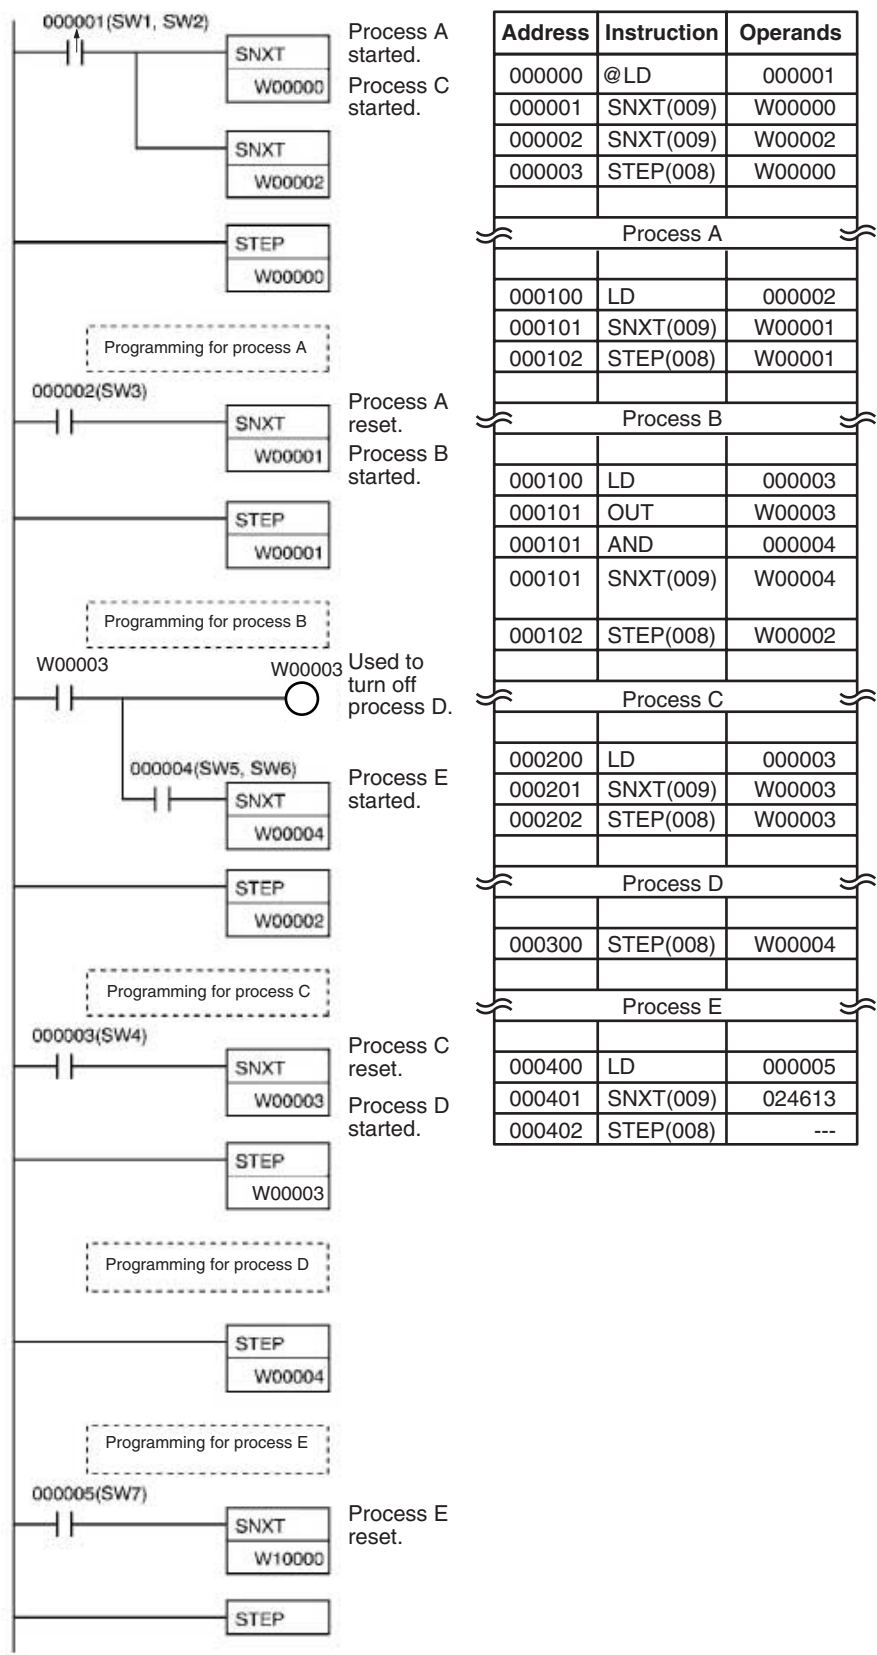 000001(SW1, SW2)
SNXT
W00000
Process A
started.
Process C
started.
SNXT
W00002
STEP
W00000
Programming for process A
000002(SW3)
SNXT
W00001
Process A
reset.
Process B
started.
STEP
W00001
Programming for process B
W00003
W00003
Used to
turn off
process D.
000004(SW5, SW6)
SNXT
W00004
Process E
started.
STEP
W00002
Programming for process C
000003(SW4)
SNXT
W00003
Process C
reset.
Process D
started.
STEP
W00003
Programming for process D
STEP
W00004
Programming for process E
000005(SW7)
SNXT
W10000
Process E
reset.
STEP
Address Instruction Operands
000000 @LD 000001
000001 SNXT(009) W00000
000002 SNXT(009) W00002
000003 STEP(008) W00000
Process A
000100 LD 000002
000101 SNXT(009) W00001
000102 STEP(008) W00001
Process B
000100 LD 000003
000101 OUT W00003
000101 AND 000004
000101 SNXT(009) W00004
000102 STEP(008) W00002
Process C
000200 LD 000003
000201 SNXT(009) W00003
000202 STEP(008) W00003
Process D
000300 STEP(008) W00004
Process E
000400 LD 000005
000401 SNXT(009) 024613
000402 STEP(008) ---